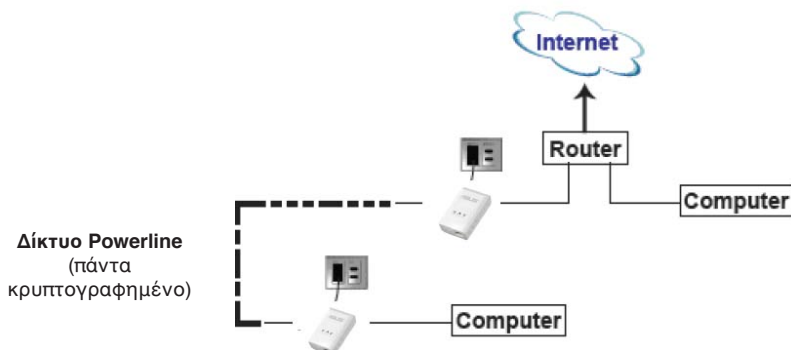 Internet
Router
Computer
Δίκτυο Powerline
(πάντα
κρυπτογραφημένο)
Computer